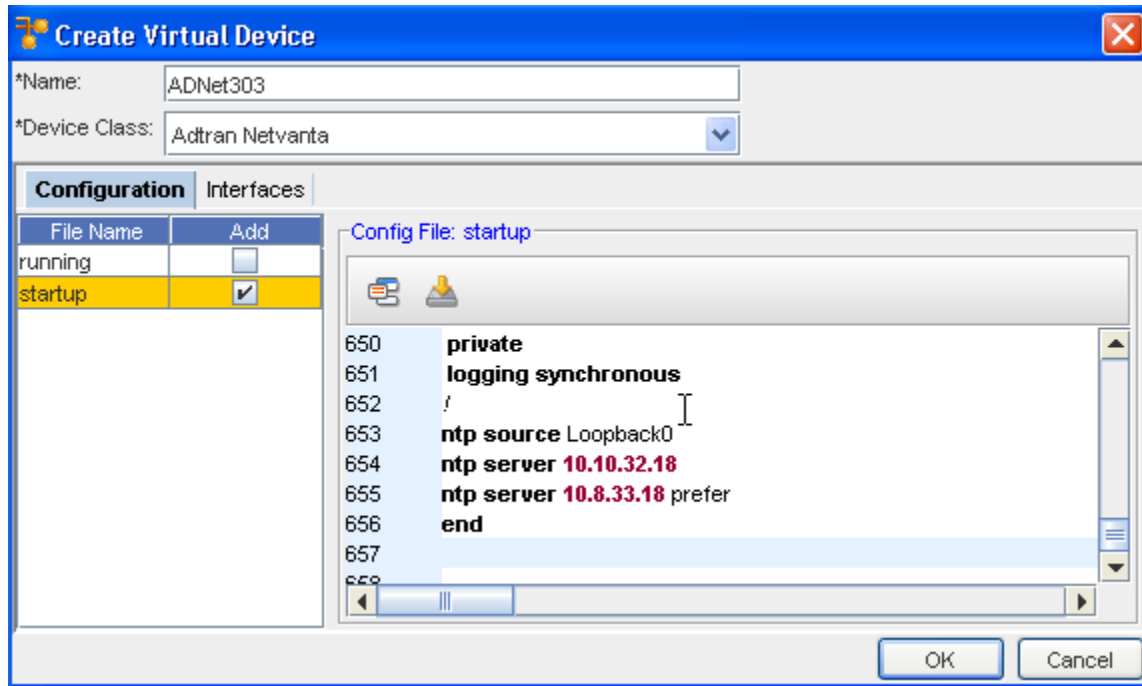 Create Virtual Device
*Name: ADNet303
*Device Class: Adtran Netvanta
Configuration Interfaces
File Name Add
running
startup
Config File: startup
650 private
651 logging synchronous
652 !
653 ntp source Loopback0
654 ntp server 10.10.32.18
655 ntp server 10.8.33.18 prefer
656 end
657
658
OK Cancel